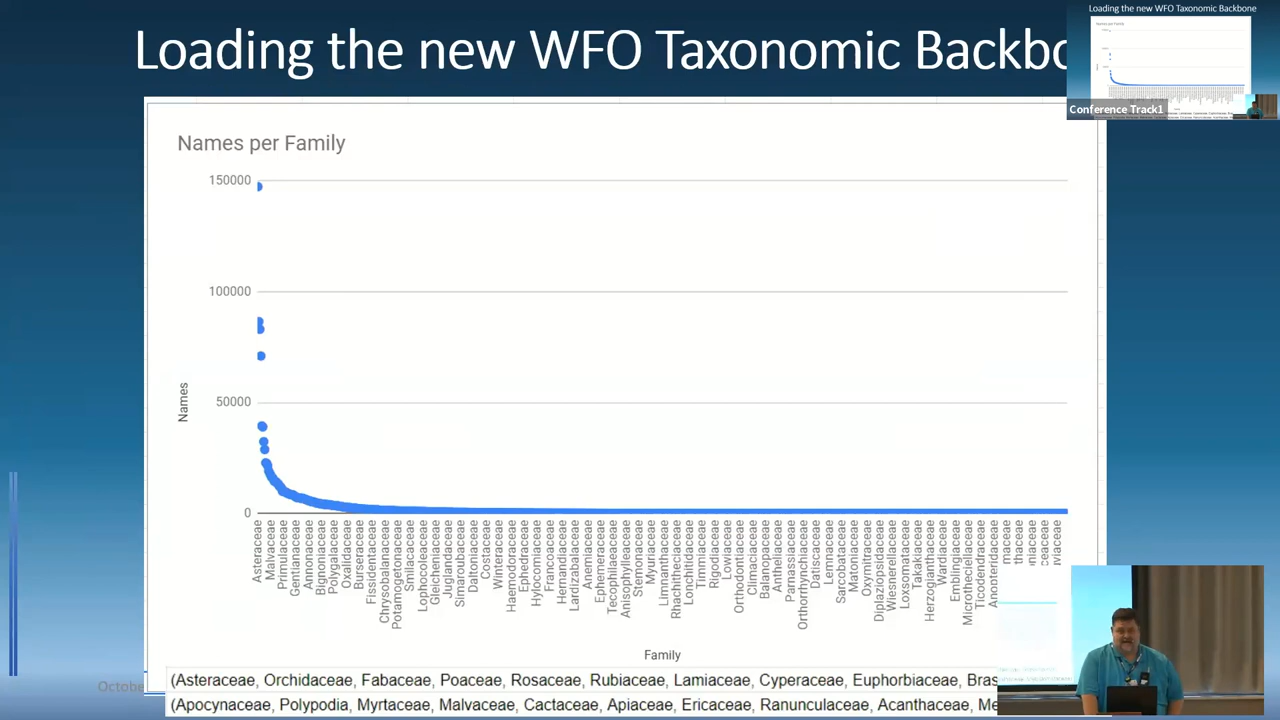 Loading the new WFO Taxonomic
Loading the new WFO Taxonomic Backbone
Conference Track1
Names per Family
150000
100000
50000
0
Names
Asteraceae
Malvaceae
Primulaceae
Gentianaceae
Annonaceae
Bignoniaceae
Polygalaceae
Oxalidaceae
Burseraceae
Fissidentaceae
Chrysobalanaceae
Potamogetonaceae
Smilacaceae
Lophocoleaceae
Gleicheniaceae
Juglandaceae
Simaroubaceae
Daltoniaceae
Costaceae
Winteraceae
Haemodoraceae
Ephedraceae
Hylocomiaceae
Francoaceae
Hernandiaceae
Lardizabalaceae
Anemiaceae
Ephemeraceae
Tecophilaeaceae
Anisophylleaceae
Stemonaceae
Myuriaceae
Limnanthaceae
Rhachitheciaceae
Lonchitidaceae
Timmiaceae
Rigodiaceae
Lowiaceae
Orthodontiaceae
Climaciaceae
Balanopaceae
Antheliaceae
Parnassiaceae
Orthorrhynchiaceae
Datiscaceae
Lemnaceae
Sarcobataceae
Matoniaceae
Oxymitraceae
Diplaziopsidaceae
Wiesnerellaceae
Loxsomataceae
Takakiaceae
Herzogianthaceae
Wardiaceae
Emblingiaceae
Microtheciellaceae
Ticodendraceae
Family
(Asteraceae, Orchidaceae, Fabaceae, Poaceae, Rosaceae, Rubiaceae, Lamiaceae, Cyperaceae, Euphorbiaceae, Bras
(Apocynaceae, Polypodia, Myrtaceae, Malvaceae, Cactaceae, Apiaceae, Ericaceae, Ranunculaceae, Acanthaceae, Me
Octobe